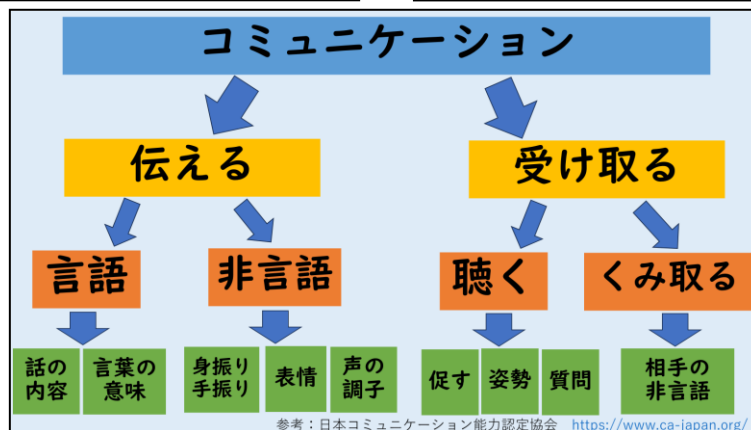 コミュニケーション
伝える
受け取る
言語
非言語
聴く
くみ取る
話の
内容
言葉の
意味
身振り
手振り
表情
声の
調子
促す
姿勢
質問
相手の
非言語
参考：日本コミュニケーション能力認定協会　https://www.ca-japan.org/